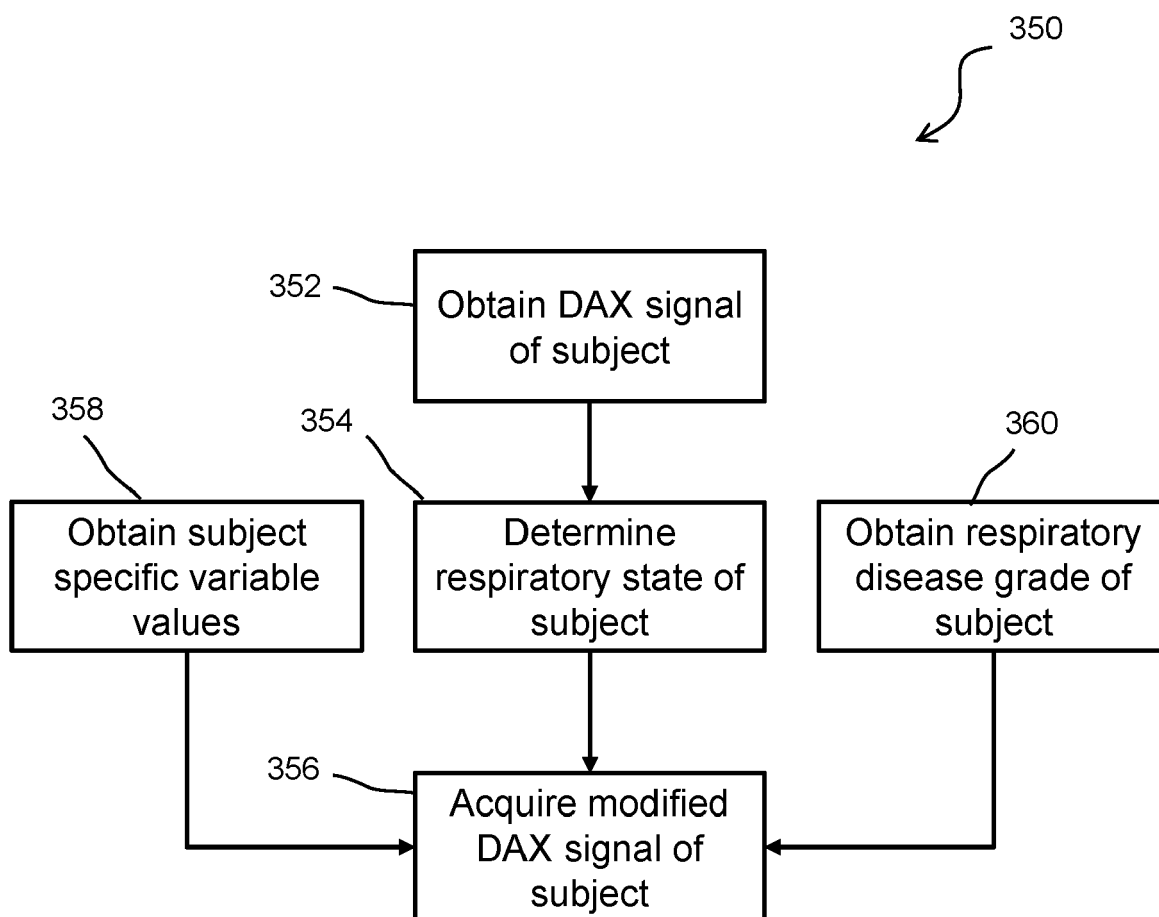 350
352
Obtain DAX signal
of subject
358
354
360
Obtain subject
specific variable
values
Determine
respiratory state of
subject
Obtain respiratory
disease grade of
subject
356
Acquire modified
DAX signal of
subject